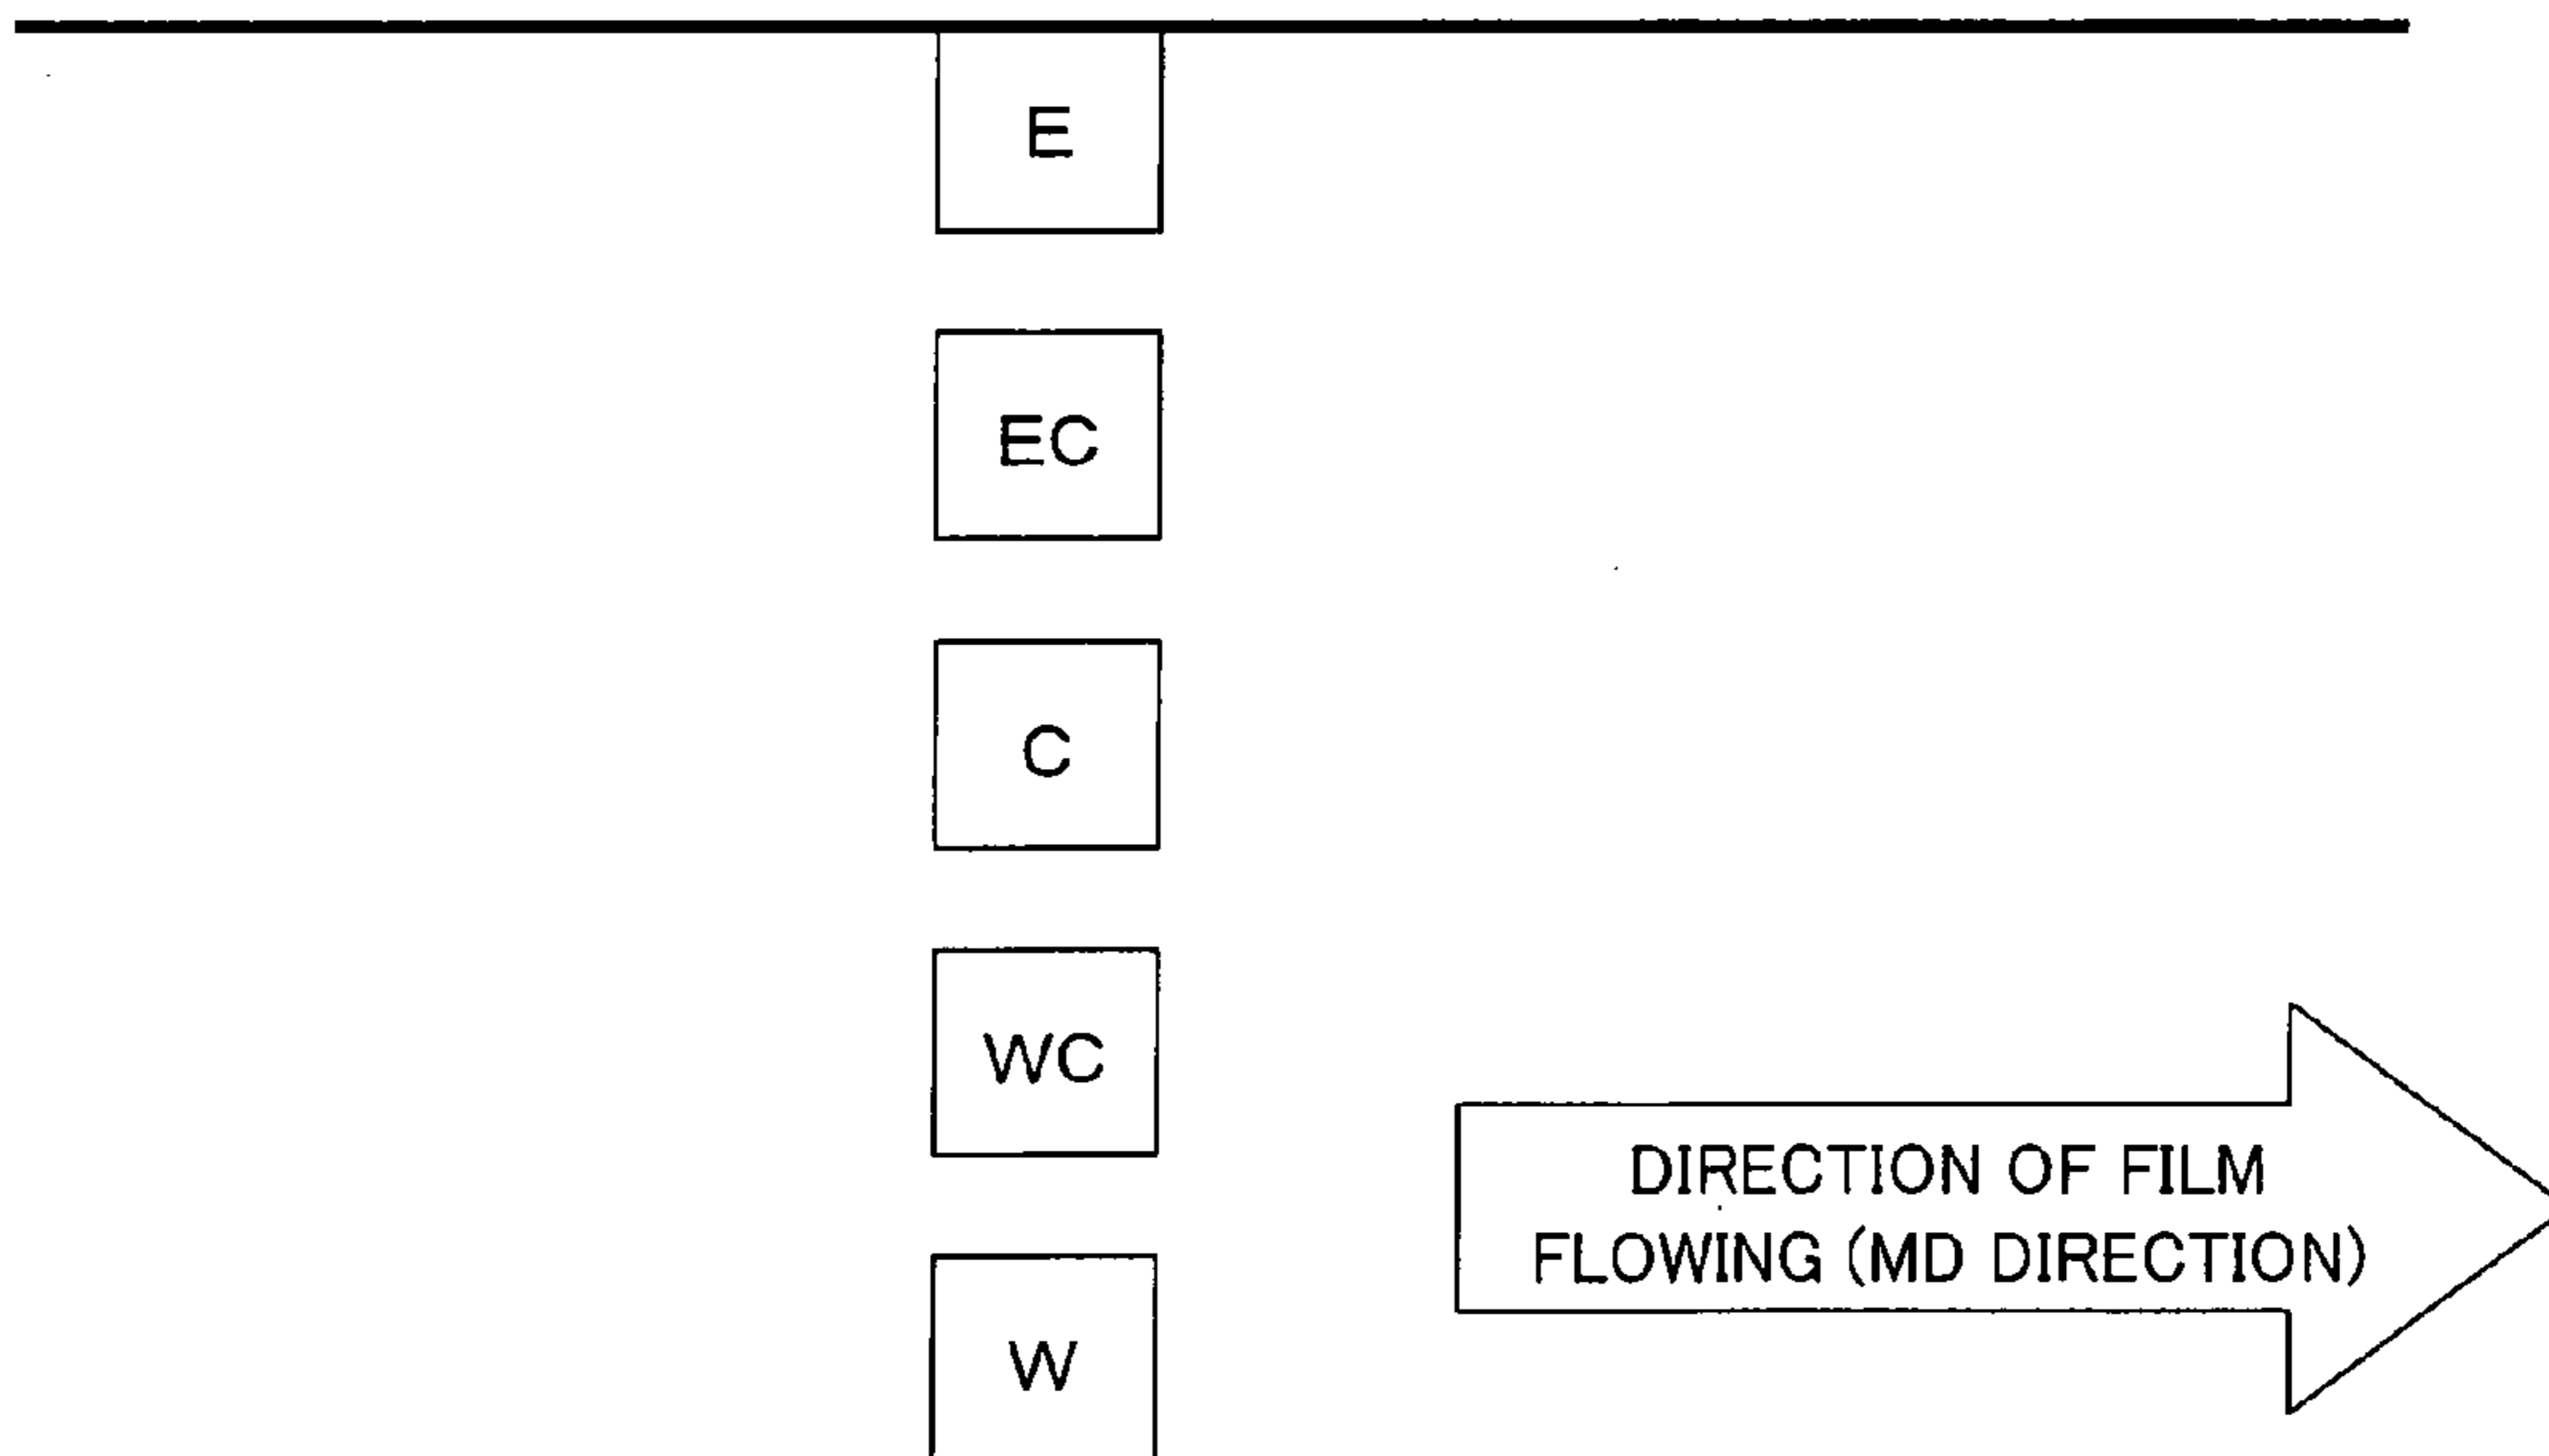 E
EC
C
WC
W
DIRECTION OF FILM
FLOWING (MD DIRECTION)